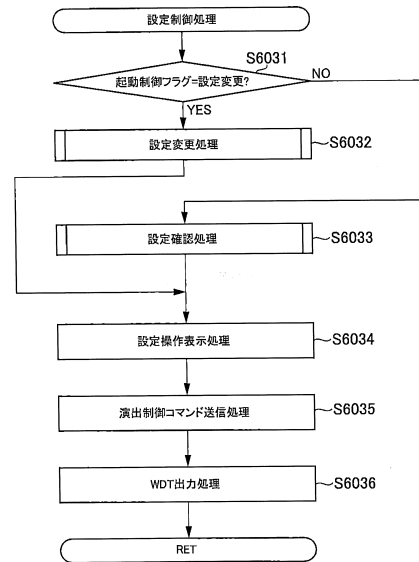 設定制御処理
S6031
起動制御フラグ=設定変更?
NO
YES
設定変更処理
S6032
設定確認処理
S6033
設定操作表示処理
S6034
演出制御コマンド送信処理
S6035
WDT出力処理
S6036
RET